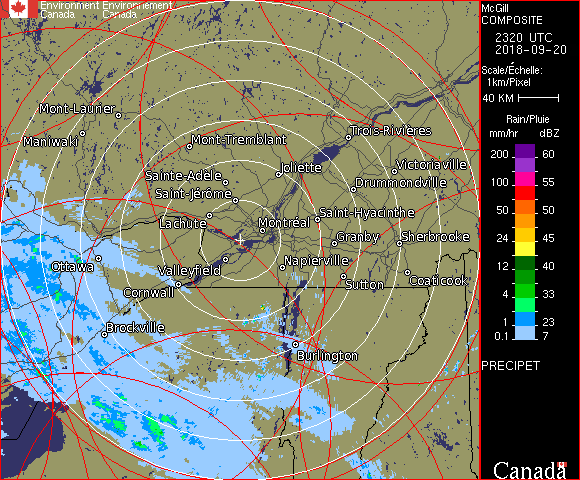 Environment Environnement
Canada Canada
McGill
COMPOSITE
2320 UTC
2018-09-20
Scale/Échelle:
1km/Pixel
40 KM
Rain/Pluie
mm/hr dBZ
200 60
100 55
50 50
24 45
12 40
4 33
1 23
0.1 7
PRECIPET
Canada
Mont-Laurier
Maniwaki
Mont-Tremblant
Trois-Rivières
Sainte-Adèle
Joliette
Victoriaville
Saint-Jérôme
Drummondville
Lachute
Montréal
Saint-Hyacinthe
Granby
Sherbrooke
Ottawa
Valleyfield
Napierville
Cornwall
Sutton
Coaticook
Brockville
Burlington